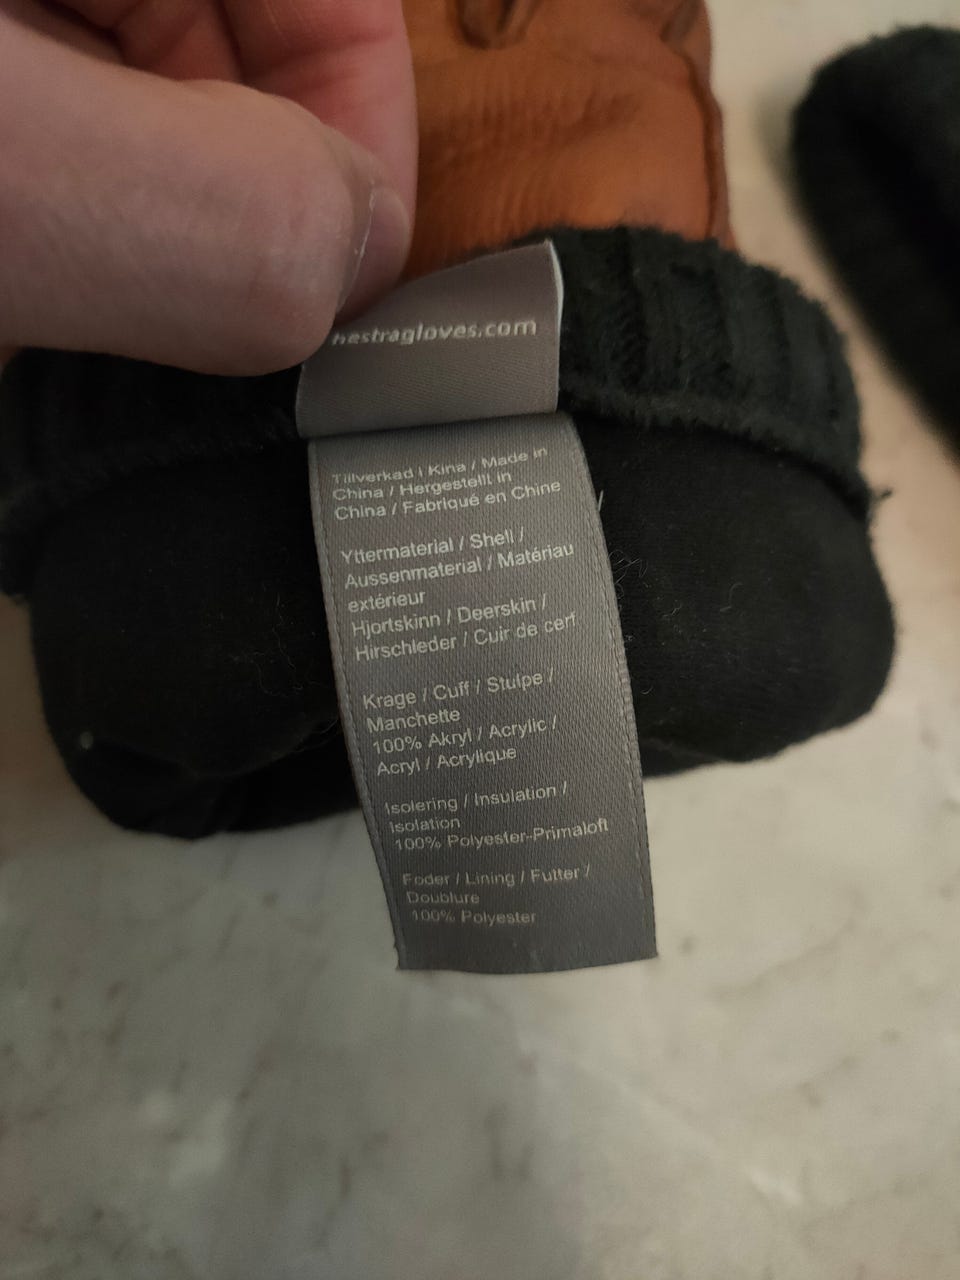 hestragloves.com
Tillverkad i Kina / Made in
China / Hergestellt in
China / Fabriqué en Chine
Yttermaterial / Shell /
Aussenmaterial / Matériau
extérieur
Hjortskinn / Deerskin /
Hirschleder / Cuir de cerf
Krage / Cuff / Stulpe /
Manchette
100% Akryl / Acrylic /
Acryl / Acrylique
Isolering / Insulation /
Isolation
100% Polyester-Primaloft
Foder / Lining / Futter /
Doublure
100% Polyester